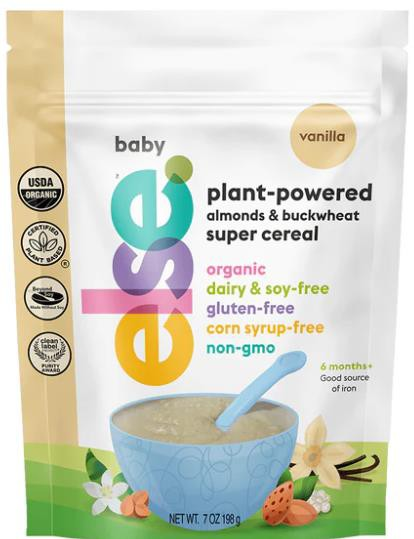 baby
else.
vanilla
plant-powered
almonds & buckwheat
super cereal
organic
dairy & soy-free
gluten-free
corn syrup-free
non-gmo
6 months+
Good source
of iron
USDA
ORGANIC
CERTIFIED
PLANT BASED
®
Beyond
Soy
Made Without Soy
clean
label
PURITY
AWARD
NET WT. 7 OZ 198 g